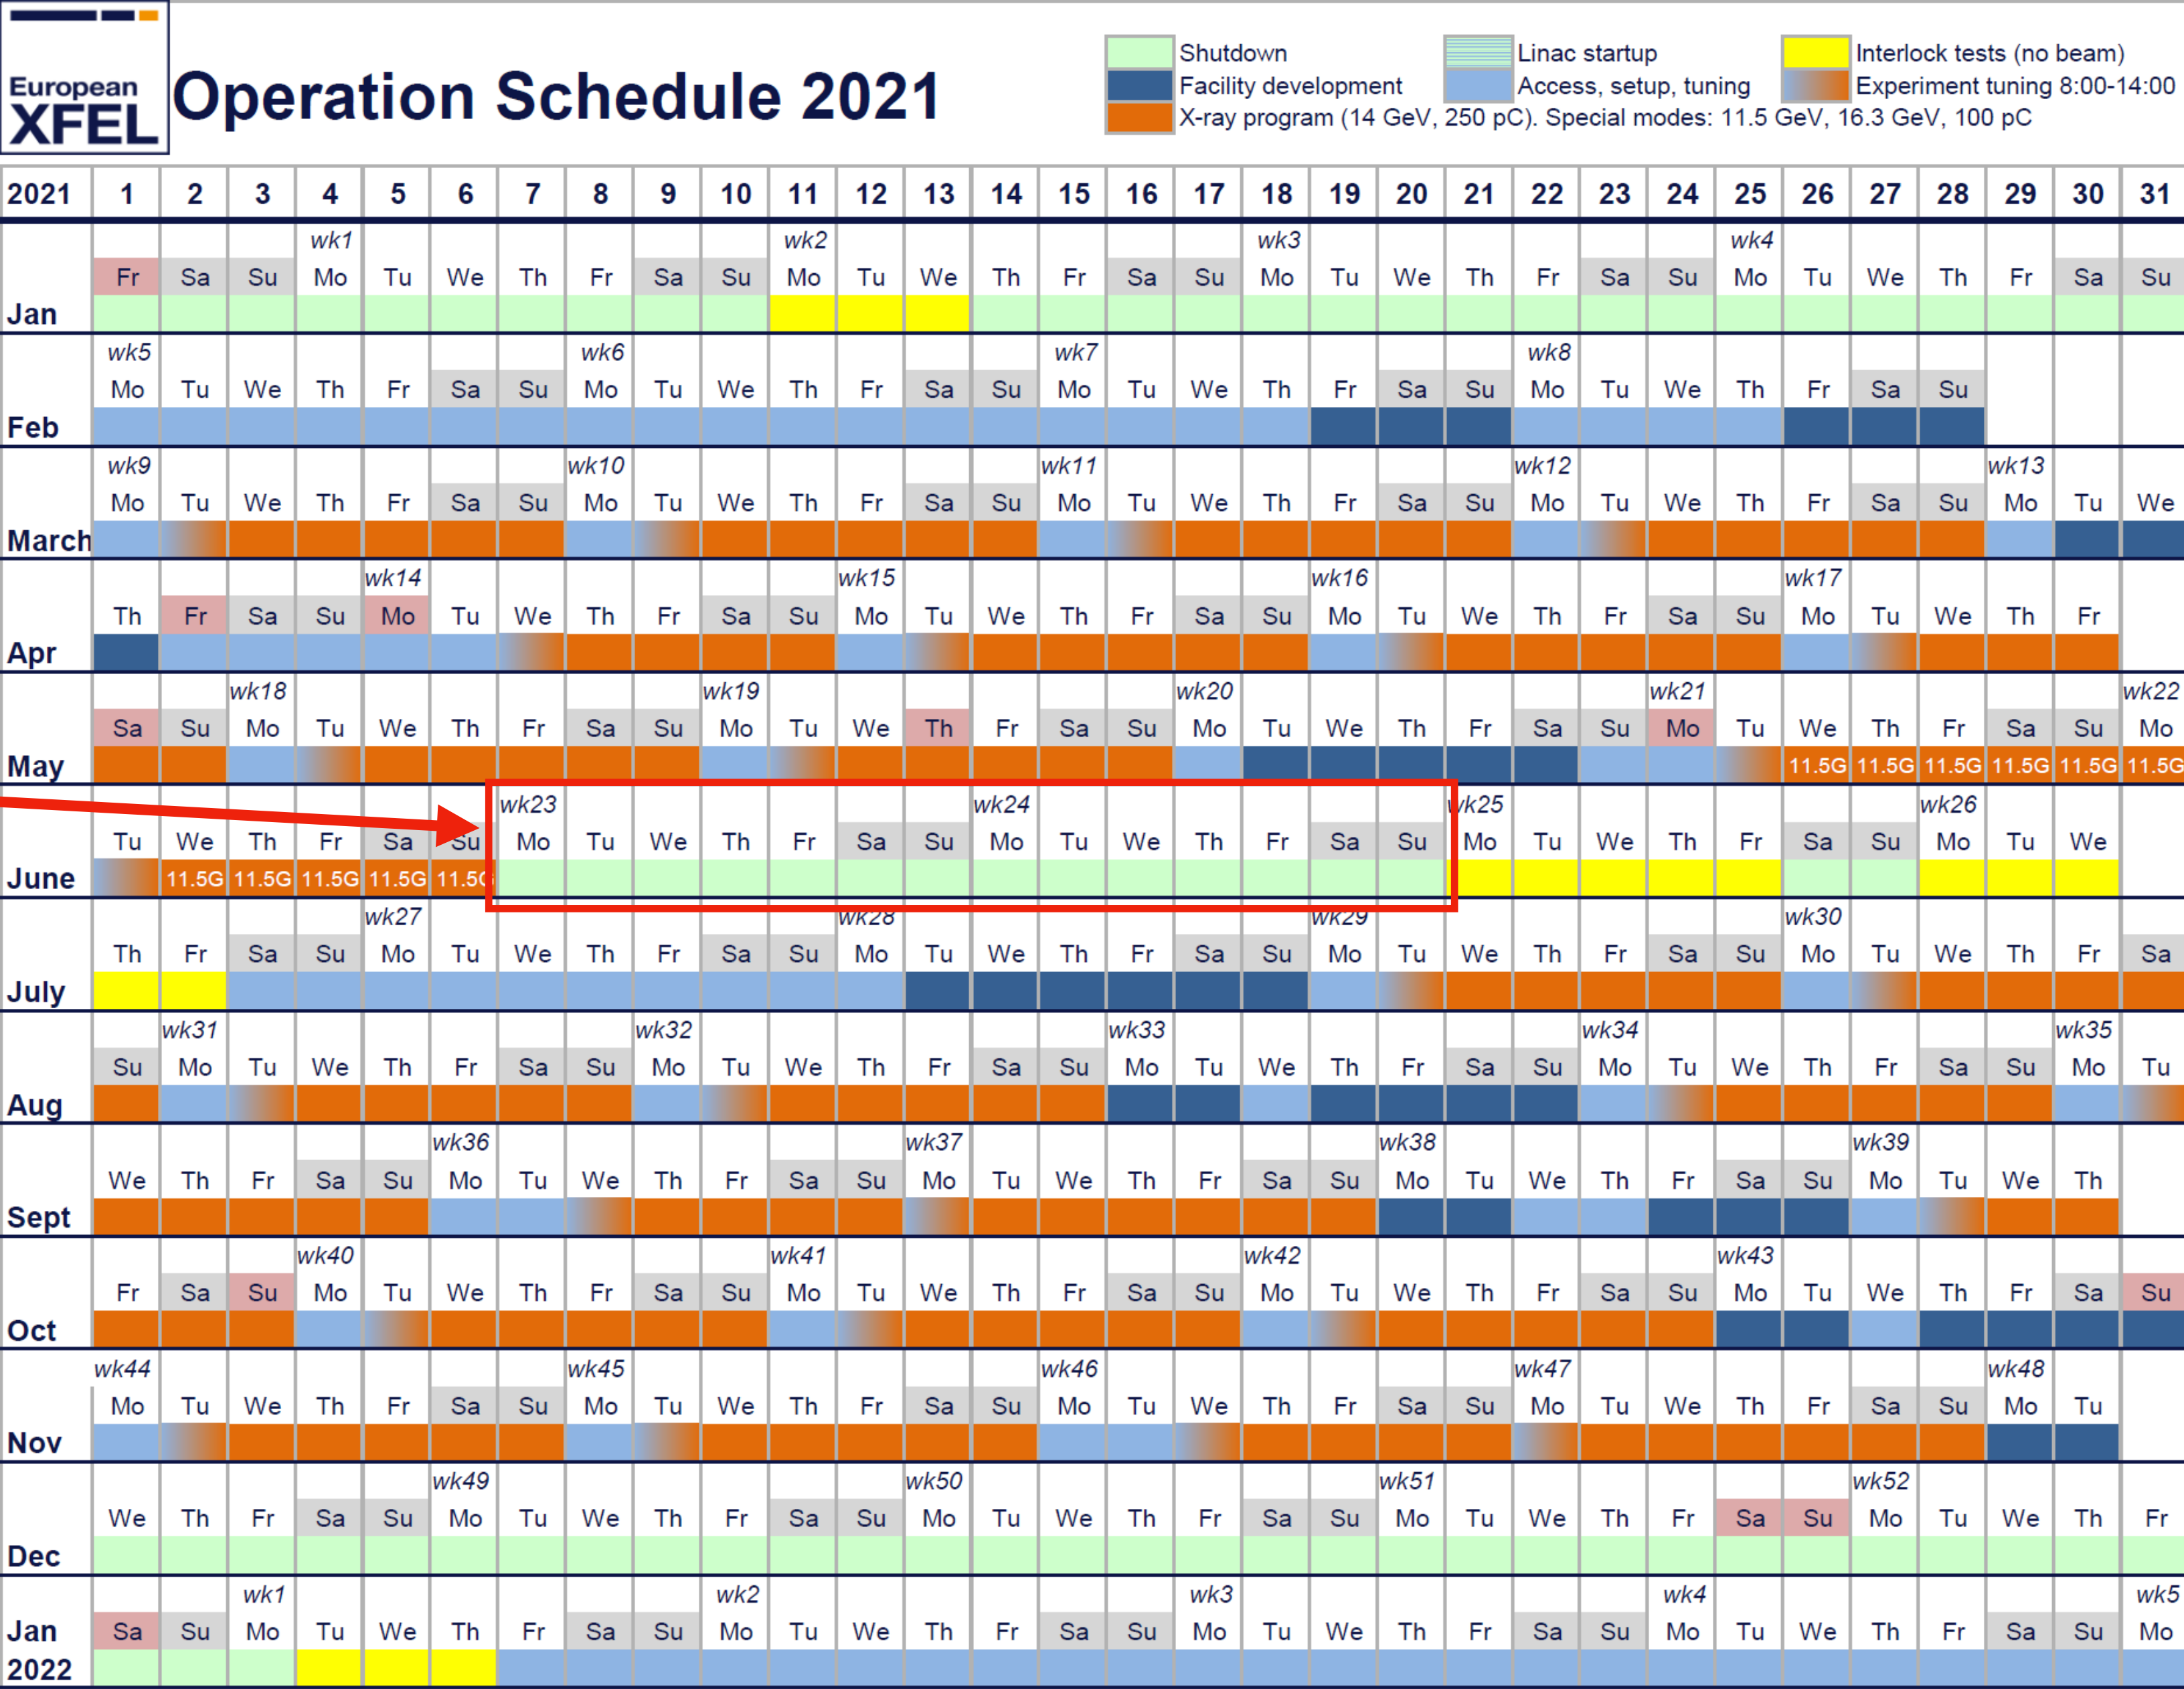 European
XFEL
Operation Schedule 2021
Shutdown Linac startup Interlock tests (no beam)
Facility development Access, setup, tuning Experiment tuning 8:00-14:00
X-ray program (14 GeV, 250 pC). Special modes: 11.5 GeV, 16.3 GeV, 100 pC
2021 1 2 3 4 5 6 7 8 9 10 11 12 13 14 15 16 17 18 19 20 21 22 23 24 25 26 27 28 29 30 31
wk1 wk2 wk3 wk4
Fr Sa Su Mo Tu We Th Fr Sa Su Mo Tu We Th Fr Sa Su Mo Tu We Th Fr Sa Su Mo Tu We Th Fr Sa Su
Jan
wk5 wk6 wk7 wk8
Mo Tu We Th Fr Sa Su Mo Tu We Th Fr Sa Su Mo Tu We Th Fr Sa Su Mo Tu We Th Fr Sa Su
Feb
wk9 wk10 wk11 wk12 wk13
Mo Tu We Th Fr Sa Su Mo Tu We Th Fr Sa Su Mo Tu We Th Fr Sa Su Mo Tu We Th Fr Sa Su Mo Tu We
March
wk14 wk15 wk16 wk17
Th Fr Sa Su Mo Tu We Th Fr Sa Su Mo Tu We Th Fr Sa Su Mo Tu We Th Fr Sa Su Mo Tu We Th Fr
Apr
wk18 wk19 wk20 wk21 wk22
Sa Su Mo Tu We Th Fr Sa Su Mo Tu We Th Fr Sa Su Mo Tu We Th Fr Sa Su Mo Tu We Th Fr Sa Su Mo
May 11.5G 11.5G 11.5G 11.5G 11.5G 11.5G
wk23 wk24 wk25 wk26
Tu We Th Fr Sa Su Mo Tu We Th Fr Sa Su Mo Tu We Th Fr Sa Su Mo Tu We Th Fr Sa Su Mo Tu We
June 11.5G 11.5G 11.5G 11.5G 11.5G
wk27 wk28 wk29 wk30
Th Fr Sa Su Mo Tu We Th Fr Sa Su Mo Tu We Th Fr Sa Su Mo Tu We Th Fr Sa Su Mo Tu We Th Fr Sa
July
wk31 wk32 wk33 wk34 wk35
Su Mo Tu We Th Fr Sa Su Mo Tu We Th Fr Sa Su Mo Tu We Th Fr Sa Su Mo Tu We Th Fr Sa Su Mo Tu
Aug
wk36 wk37 wk38 wk39
We Th Fr Sa Su Mo Tu We Th Fr Sa Su Mo Tu We Th Fr Sa Su Mo Tu We Th Fr Sa Su Mo Tu We Th
Sept
wk40 wk41 wk42 wk43
Fr Sa Su Mo Tu We Th Fr Sa Su Mo Tu We Th Fr Sa Su Mo Tu We Th Fr Sa Su Mo Tu We Th Fr Sa Su
Oct
wk44 wk45 wk46 wk47 wk48
Mo Tu We Th Fr Sa Su Mo Tu We Th Fr Sa Su Mo Tu We Th Fr Sa Su Mo Tu We Th Fr Sa Su Mo Tu
Nov
wk49 wk50 wk51 wk52
We Th Fr Sa Su Mo Tu We Th Fr Sa Su Mo Tu We Th Fr Sa Su Mo Tu We Th Fr Sa Su Mo Tu We Th Fr
Dec
wk1 wk2 wk3 wk4 wk5
Jan Sa Su Mo Tu We Th Fr Sa Su Mo Tu We Th Fr Sa Su Mo Tu We Th Fr Sa Su Mo Tu We Th Fr Sa Su Mo
2022